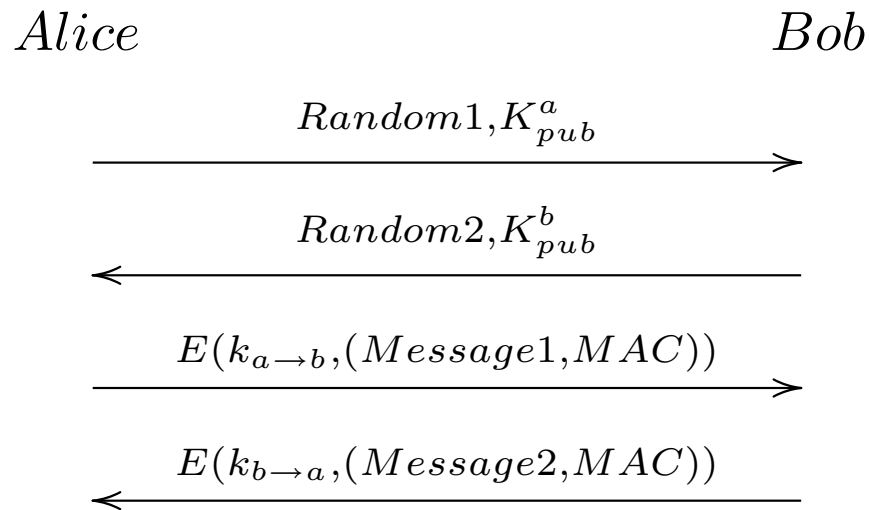 Alice Bob
Random1,K^a_pub
Random2,K^b_pub
E(k_a→b,(Message1,MAC))
E(k_b→a,(Message2,MAC))